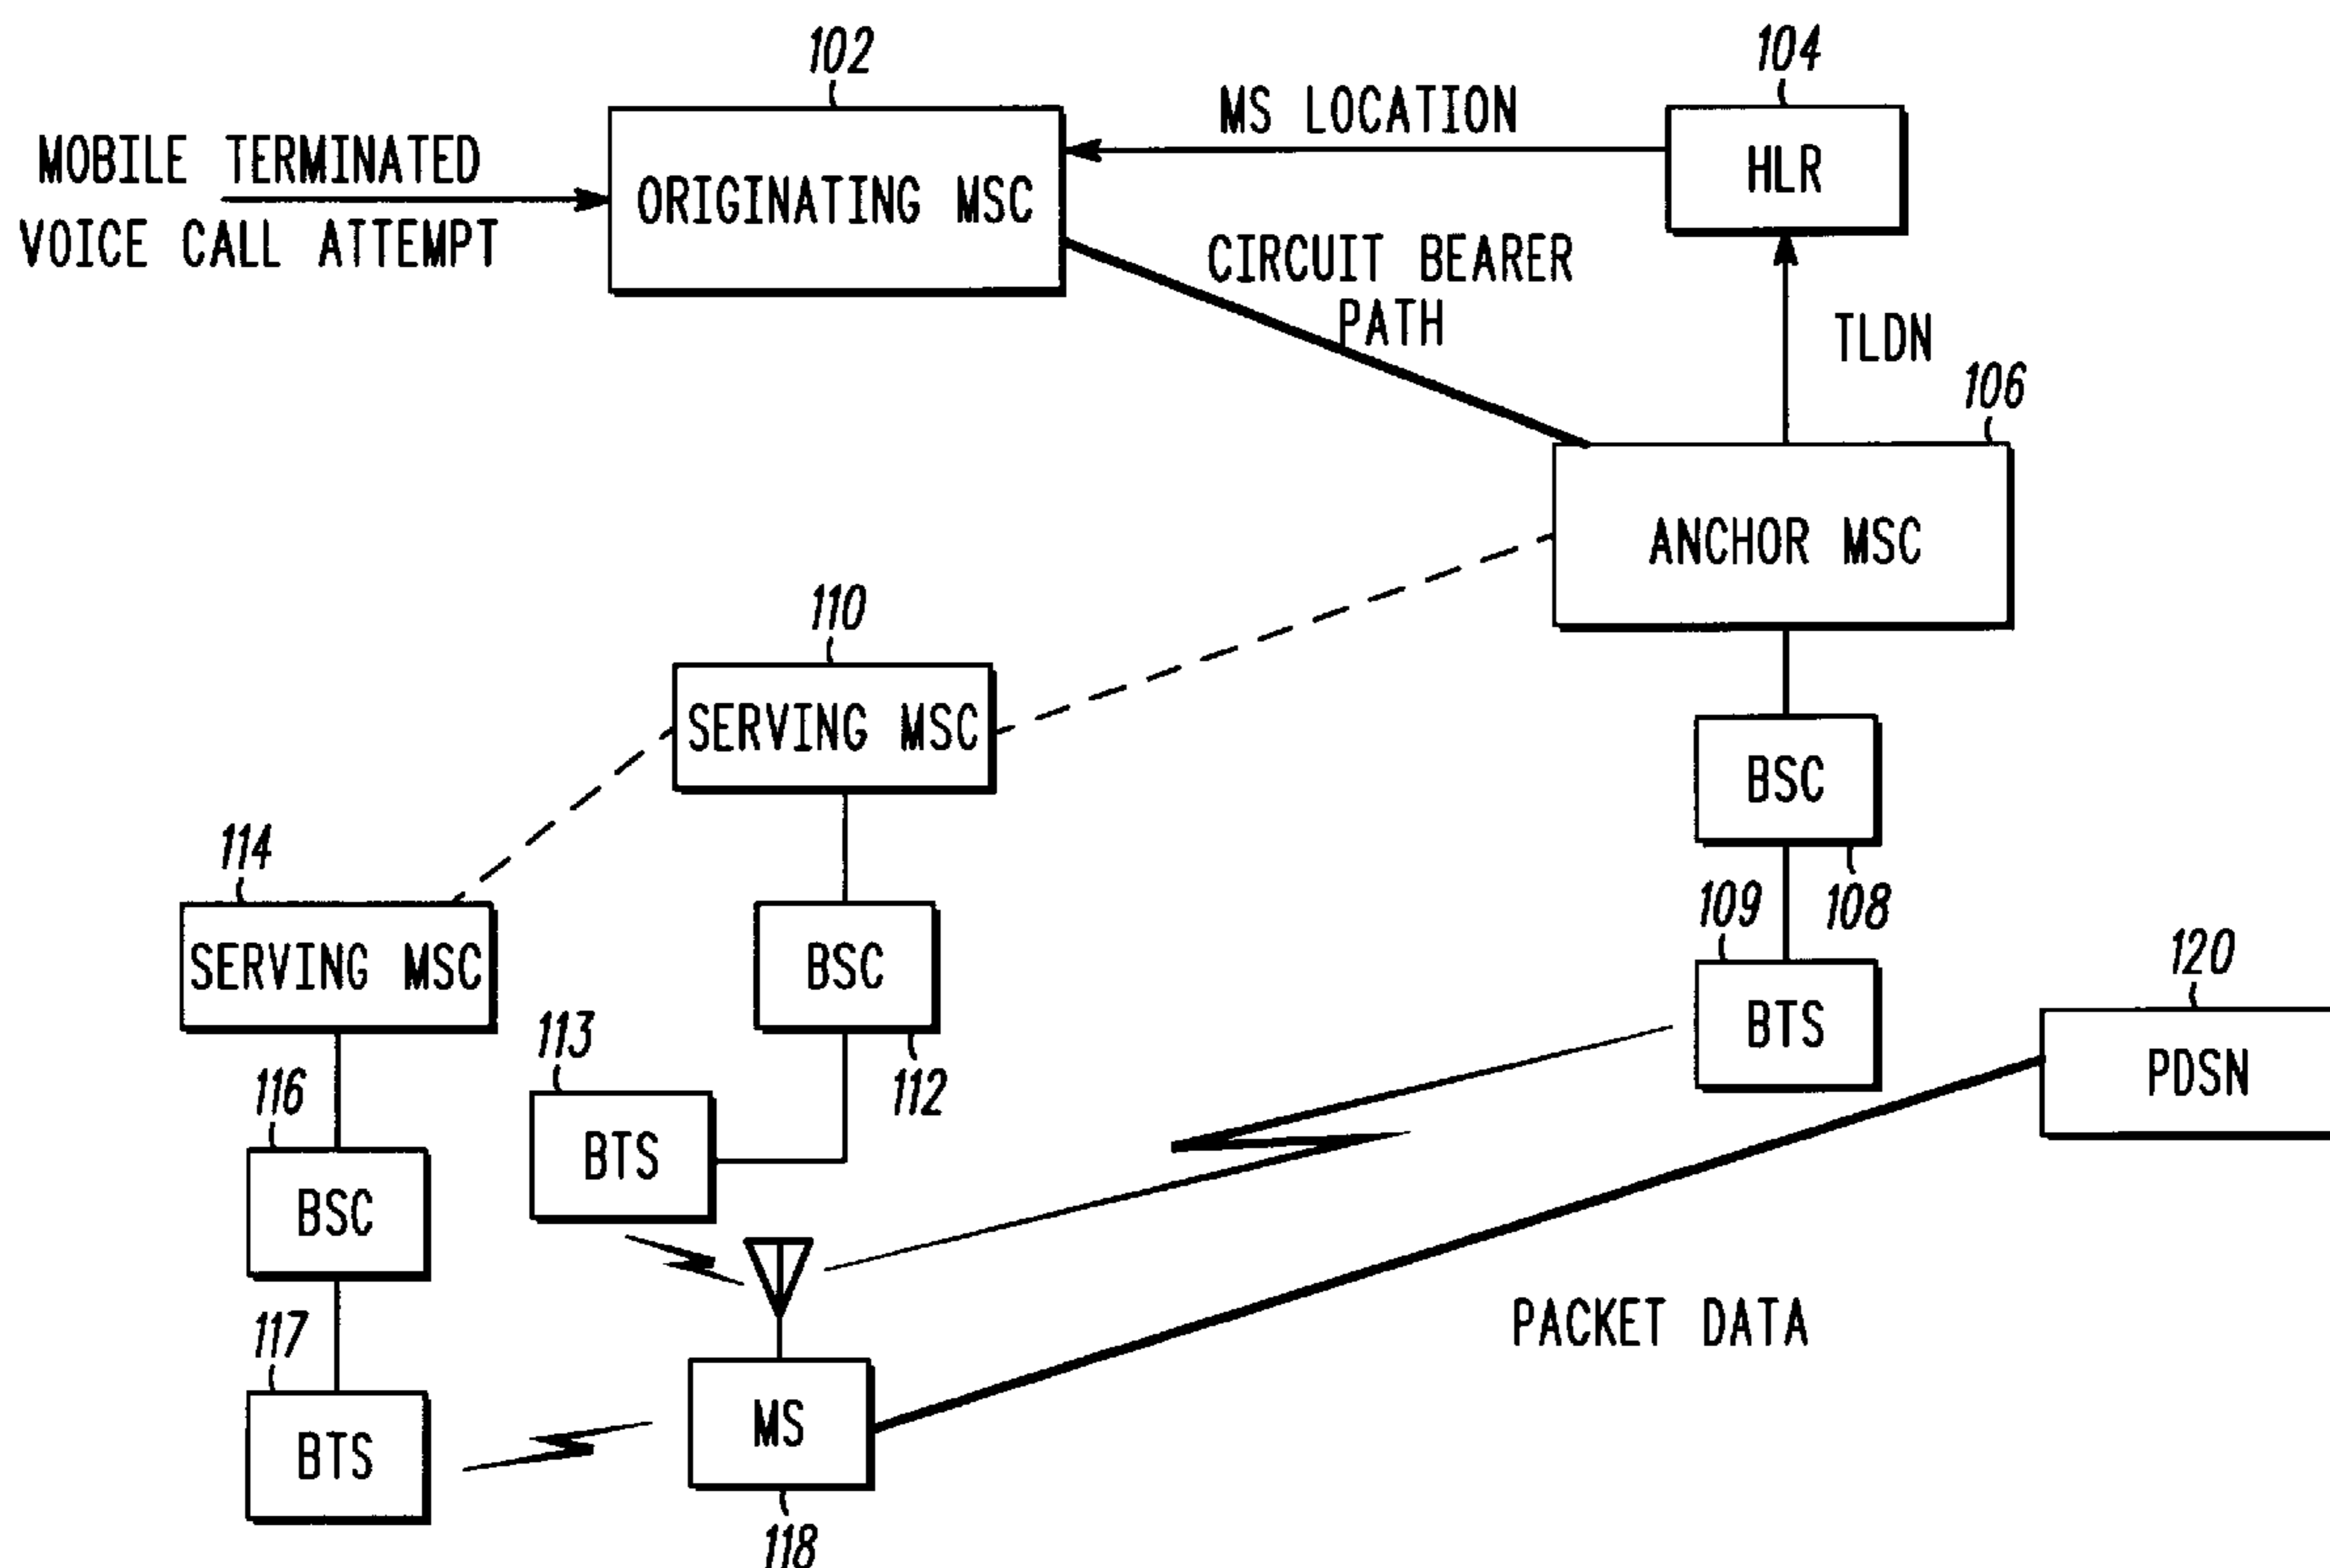 102
104
MS LOCATION
MOBILE TERMINATED
VOICE CALL ATTEMPT
ORIGINATING MSC
HLR
CIRCUIT BEARER
PATH
TLDN
106
ANCHOR MSC
110
SERVING MSC
BSC
108
114
SERVING MSC
BSC
112
109
BTS
120
PDSN
113
BTS
116
BSC
117
BTS
MS
118
PACKET DATA